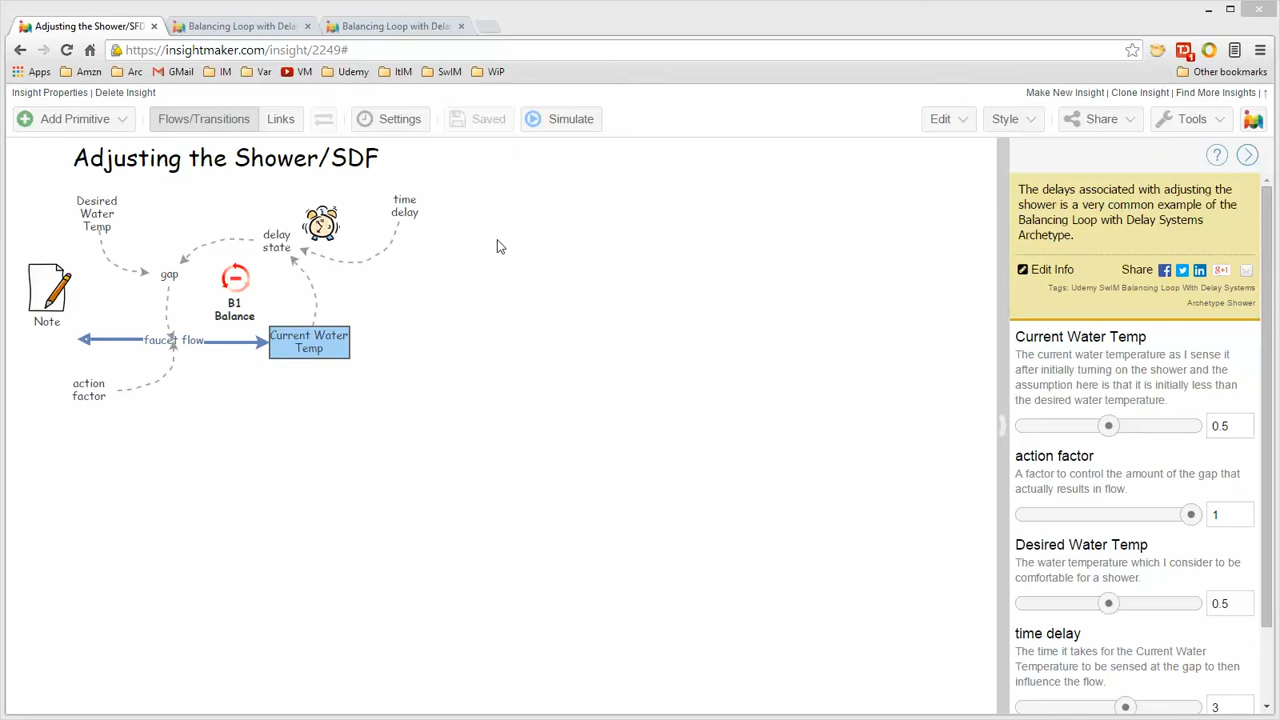 Adjusting the Shower/SDF
Balancing Loop with Dela
Balancing Loop with Dela
https://insightmaker.com/insight/2249#
Apps Amzn Arc GMail IM Var VM Udemy ItIM SwIM WiP Other bookmarks
Insight Properties | Delete Insight
Make New Insight | Clone Insight | Find More Insights |
Add Primitive Flows/Transitions Links Settings Saved Simulate Edit Style Share Tools
Adjusting the Shower/SDF
Desired
Water
Temp
time
delay
delay
state
gap
B1
Balance
Note
faucet flow
Current Water
Temp
action
factor
The delays associated with adjusting the
shower is a very common example of the
Balancing Loop with Delay Systems
Archetype.
Edit Info Share
Tags: Udemy SwIM Balancing Loop With Delay Systems
Archetype Shower
Current Water Temp
The current water temperature as I sense it
after initially turning on the shower and the
assumption here is that it is initially less than
the desired water temperature.
0.5
action factor
A factor to control the amount of the gap that
actually results in flow.
1
Desired Water Temp
The water temperature which I consider to be
comfortable for a shower.
0.5
time delay
The time it takes for the Current Water
Temperature to be sensed at the gap to then
influence the flow.
3